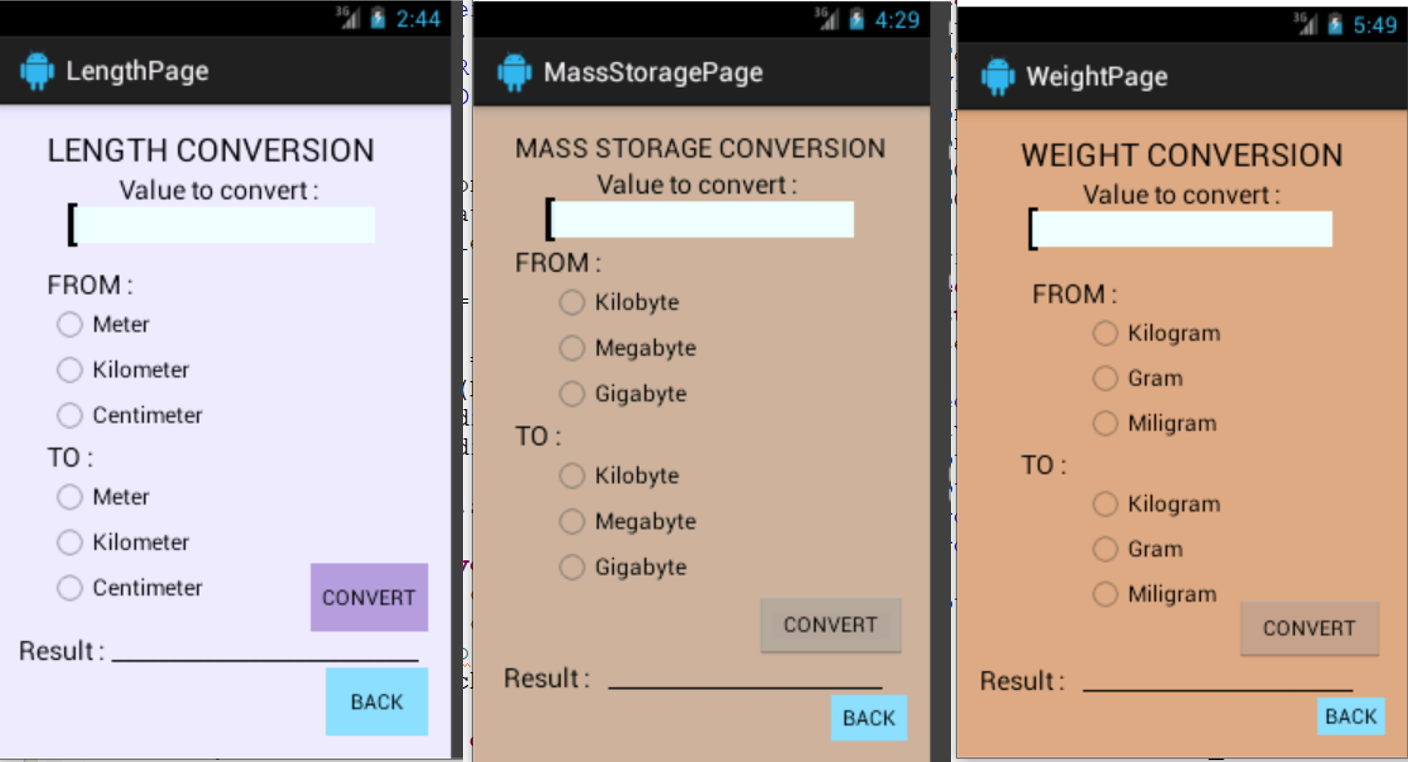 3G 2:44
LengthPage
LENGTH CONVERSION
Value to convert :
FROM :
Meter
Kilometer
Centimeter
TO :
Meter
Kilometer
Centimeter
CONVERT
Result :
BACK
3G 4:29
MassStoragePage
MASS STORAGE CONVERSION
Value to convert :
FROM :
Kilobyte
Megabyte
Gigabyte
TO :
Kilobyte
Megabyte
Gigabyte
CONVERT
Result :
BACK
3G 5:49
WeightPage
WEIGHT CONVERSION
Value to convert :
FROM :
Kilogram
Gram
Miligram
TO :
Kilogram
Gram
Miligram
CONVERT
Result :
BACK